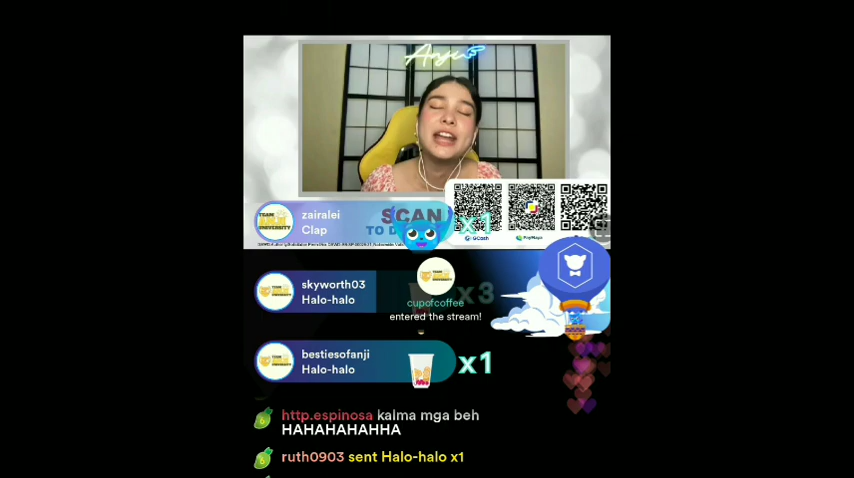 Anji
zairalei
Clap
x1
SCAN
GCash
PayMaya
skyworth03
Halo-halo
x3
cupofcoffee
entered the stream!
bestiesofanji
Halo-halo
x1
http.espinosa kalma mga beh
HAHAHAHAHHA
ruth0903 sent Halo-halo x1